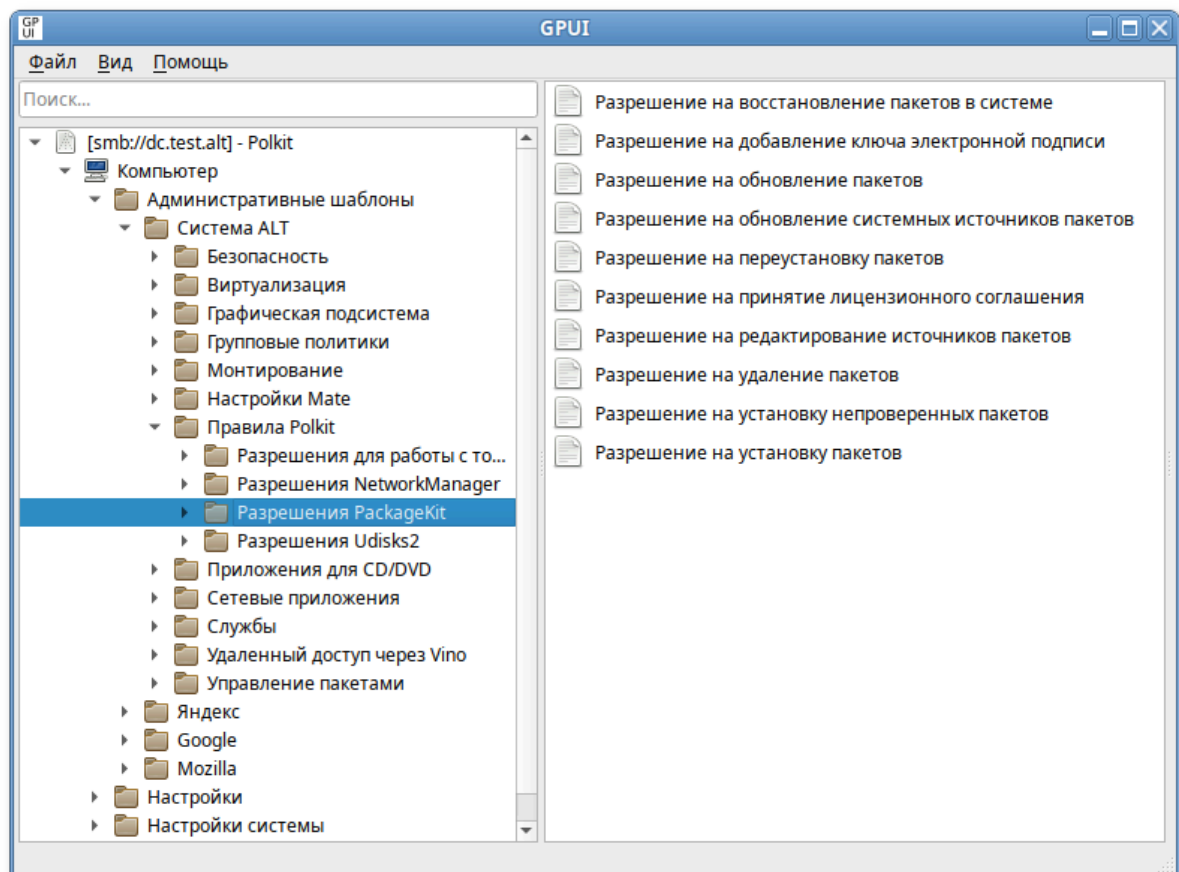 GP
UI
GPUI
Файл Вид Помощь
Поиск...
[smb://dc.test.alt] - Polkit
Компьютер
Административные шаблоны
Система ALT
Безопасность
Виртуализация
Графическая подсистема
Групповые политики
Монтирование
Настройки Mate
Правила Polkit
Разрешения для работы с то...
Разрешения NetworkManager
Разрешения PackageKit
Разрешения Udisks2
Приложения для CD/DVD
Сетевые приложения
Службы
Удаленный доступ через Vino
Управление пакетами
Яндекс
Google
Mozilla
Настройки
Настройки системы
Разрешение на восстановление пакетов в системе
Разрешение на добавление ключа электронной подписи
Разрешение на обновление пакетов
Разрешение на обновление системных источников пакетов
Разрешение на переустановку пакетов
Разрешение на принятие лицензионного соглашения
Разрешение на редактирование источников пакетов
Разрешение на удаление пакетов
Разрешение на установку непроверенных пакетов
Разрешение на установку пакетов